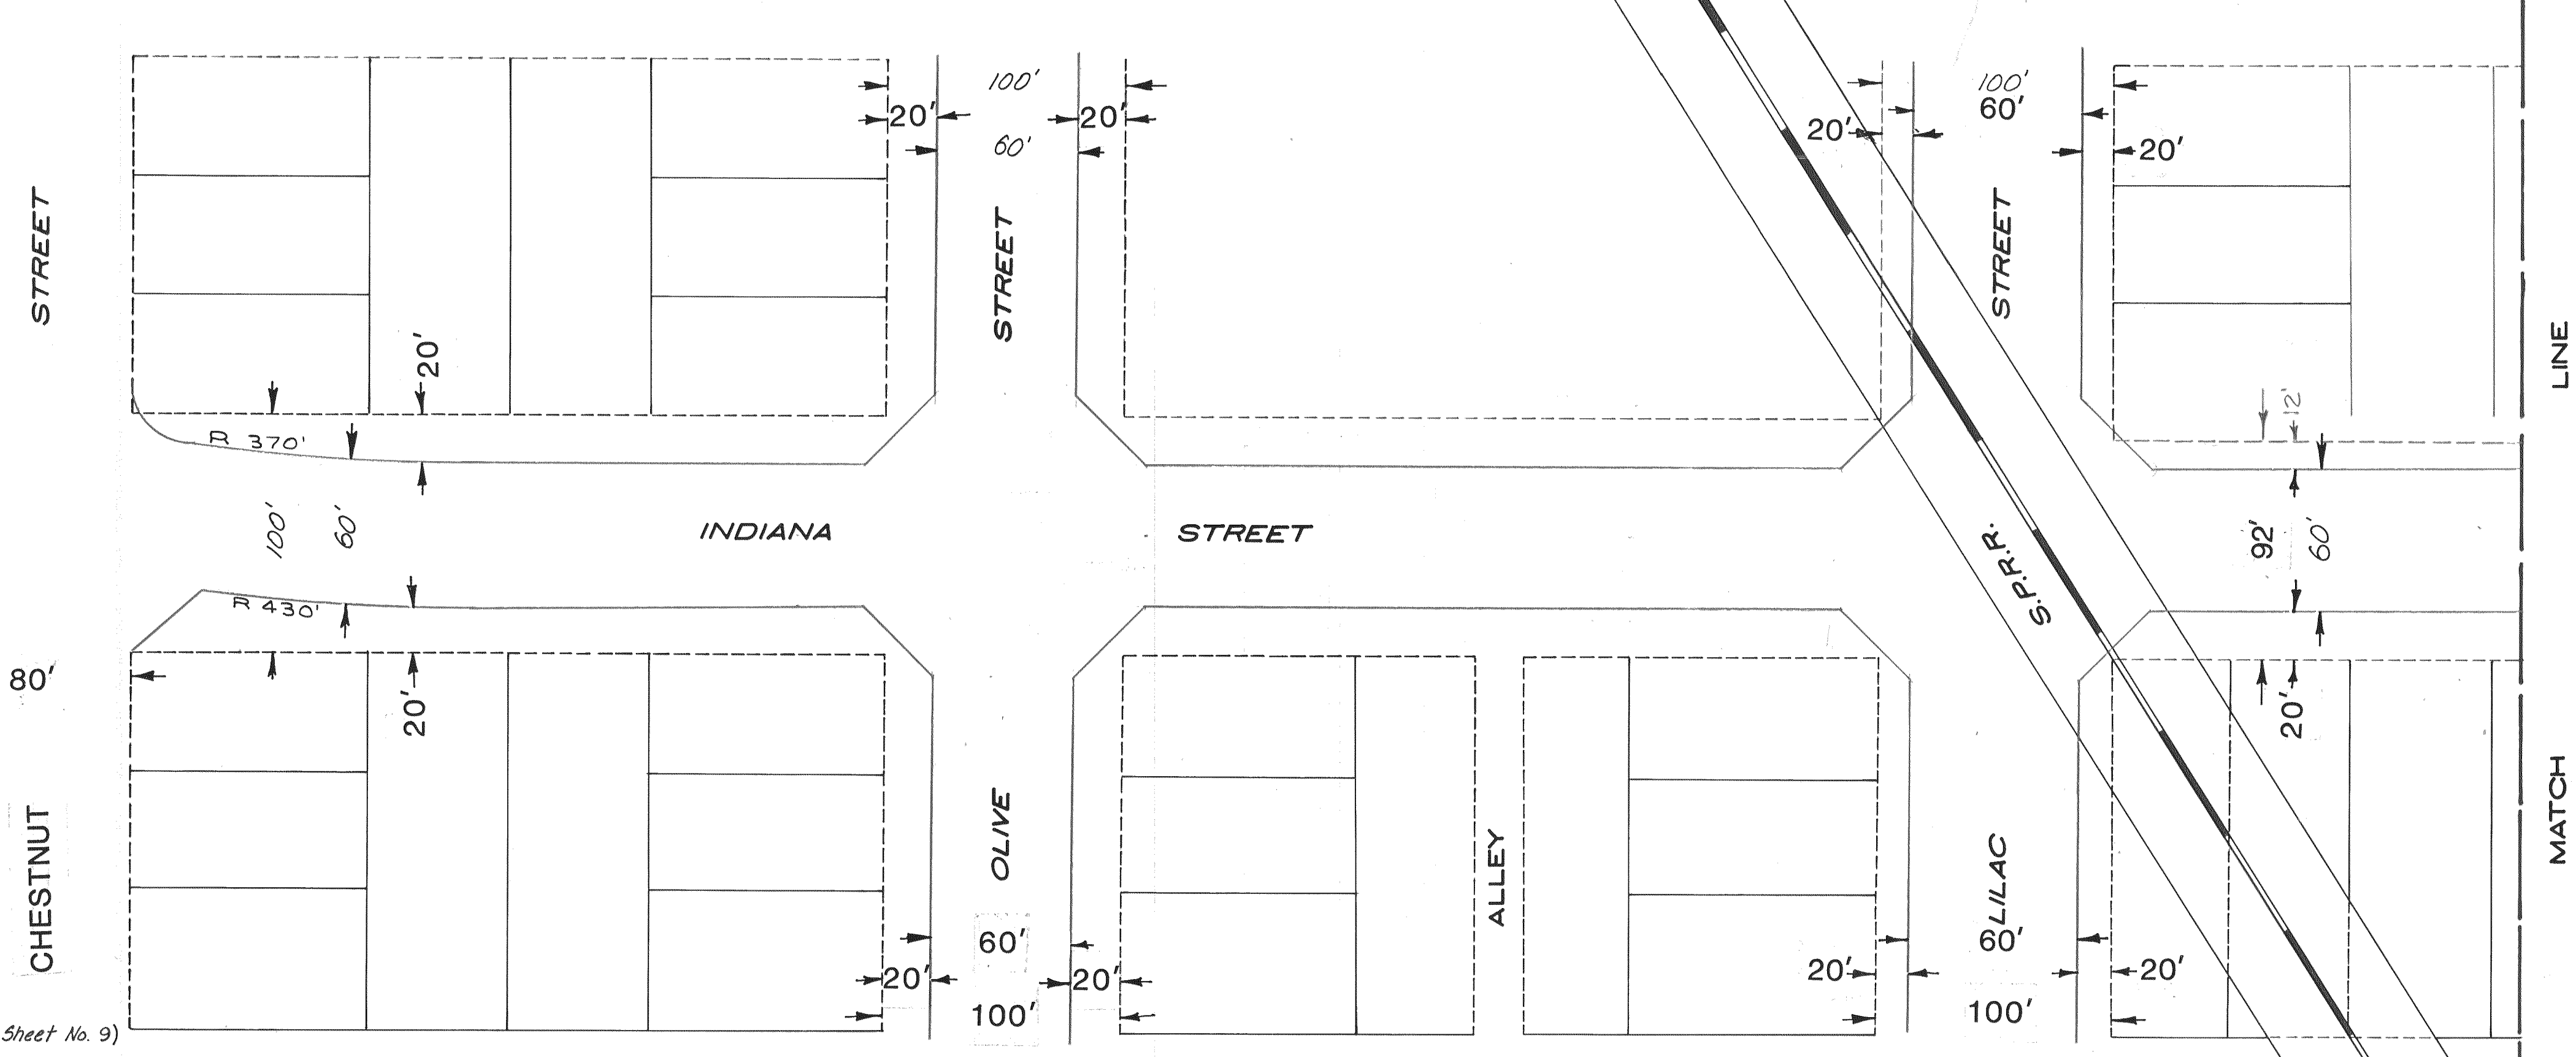 100'
20'
20'
60'
STREET
STREET
20'
R 370'
100'
60'
INDIANA STREET
R 430'
80'
20'
CHESTNUT
OLIVE
60'
20'
20'
100'
Sheet No. 9)
ALLEY
100'
60'
20'
20'
STREET
S.P.R.R.
12'
92'
60'
20'
LILAC
60'
20'
20'
100'
LINE
MATCH